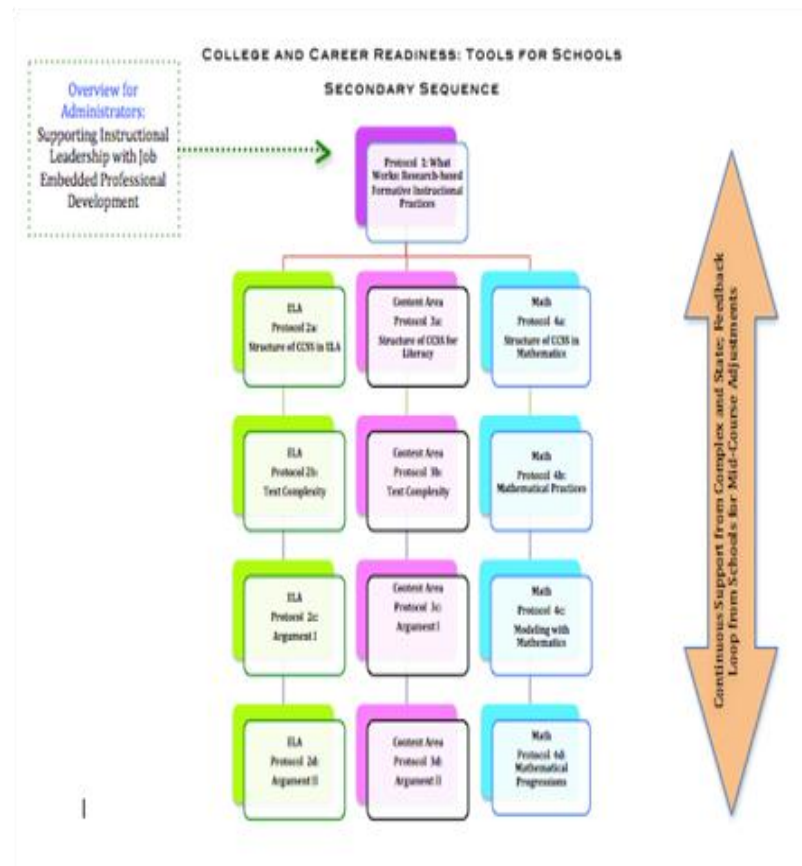 COLLEGE AND CAREER READINESS: TOOLS FOR SCHOOLS
SECONDARY SEQUENCE
Overview for
Administrators:
Supporting Instructional
Leadership with Job
Embedded Professional
Development
Protocol 1: What
Works: Research-based
Formative Instructional
Practices
ELA
Protocol 2a:
Structure of CCSS in ELA
Content Area
Protocol 3a:
Structure of CCSS for
Literacy
Math
Protocol 4a:
Structure of CCSS in
Mathematics
ELA
Protocol 2b:
Text Complexity
Content Area
Protocol 3b:
Text Complexity
Math
Protocol 4b:
Mathematical Practices
ELA
Protocol 2c:
Argument I
Content Area
Protocol 3c:
Argument I
Math
Protocol 4c:
Modeling with
Mathematics
ELA
Protocol 2d:
Argument II
Content Area
Protocol 3d:
Argument II
Math
Protocol 4d:
Mathematical
Progressions
Continuous Support from Complex and State; Feedback
Loop from Schools for Mid-Course Adjustments